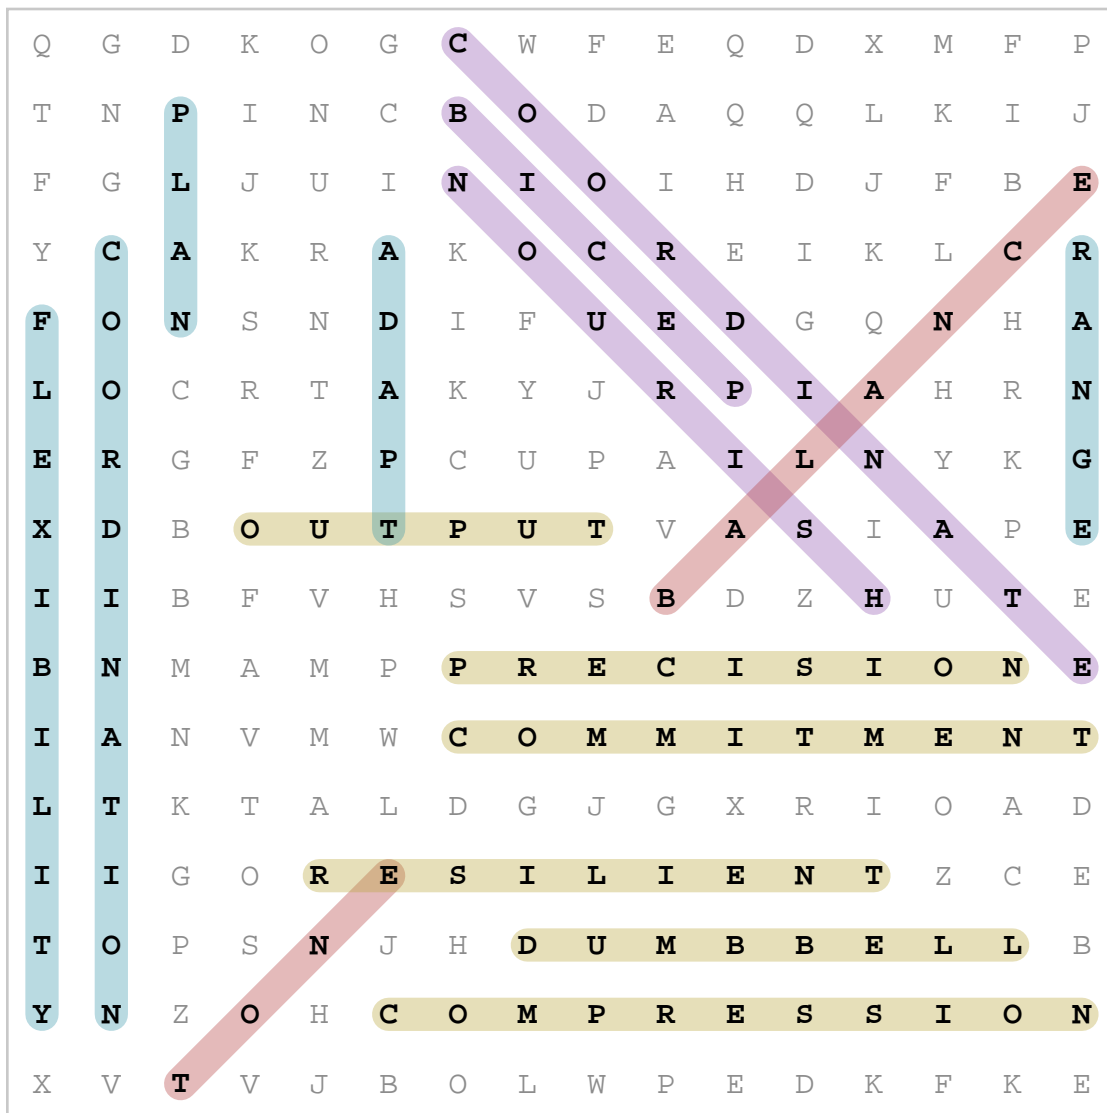 Q G D K O G C W F E Q D X M F P
T N P I N C B O D A Q Q L K I J
F G L J U I N I O I H D J F B E
Y C A K R A K O C R E I K L C R
F O N S N D I F U E D G Q N H A
L O C R T A K Y J R P I A H R N
E R G F Z P C U P A I L N Y K G
X D B O U T P U T V A S I A P E
I I B F V H S V S B D Z H U T E
B N M A M P P R E C I S I O N E
I A N V M W C O M M I T M E N T
L T K T A L D G J G X R I O A D
I I G O R E S I L I E N T Z C E
T O P S N J H D U M B B E L L B
Y N Z O H C O M P R E S S I O N
X V T V J B O L W P E D K F K E